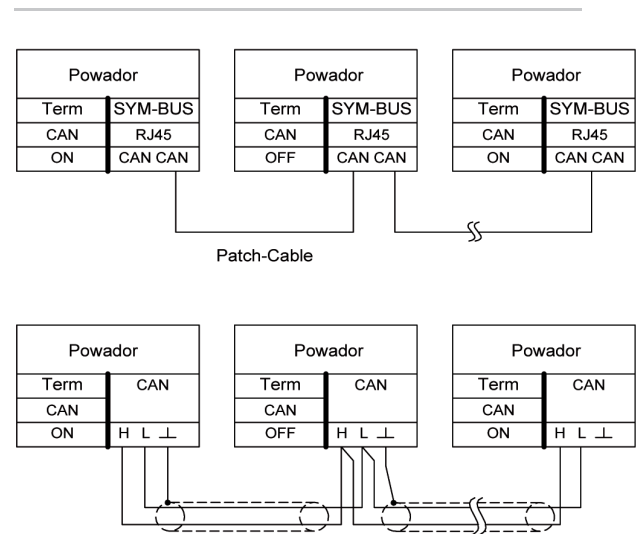 Powador Powador Powador
Term SYM-BUS Term SYM-BUS Term SYM-BUS
CAN RJ45 CAN RJ45 CAN RJ45
ON CAN CAN OFF CAN CAN ON CAN CAN
Patch-Cable
Powador Powador Powador
Term CAN Term CAN Term CAN
CAN CAN CAN
ON H L ⊥ OFF H L ⊥ ON H L ⊥